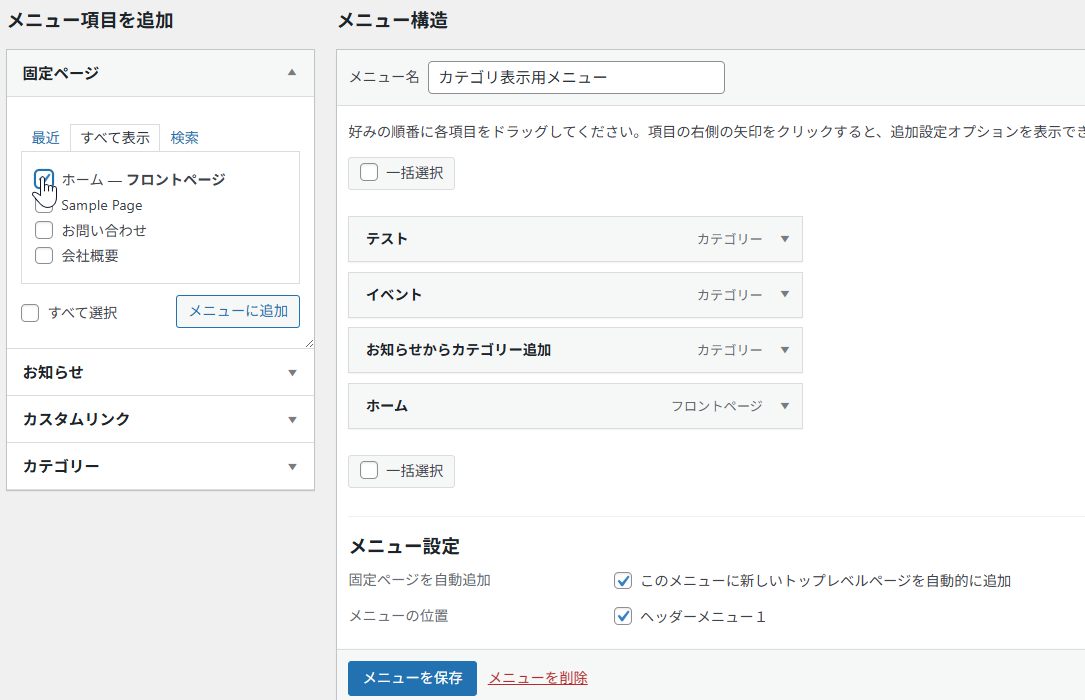 メニュー項目を追加
固定ページ
最近 すべて表示 検索
ホーム — フロントページ
Sample Page
お問い合わせ
会社概要
すべて選択 メニューに追加
お知らせ
カスタムリンク
カテゴリー
メニュー構造
メニュー名 カテゴリ表示用メニュー
好みの順番に各項目をドラッグしてください。項目の右側の矢印をクリックすると、追加設定オプションを表示でき
一括選択
テスト カテゴリー
イベント カテゴリー
お知らせからカテゴリー追加 カテゴリー
ホーム フロントページ
一括選択
メニュー設定
固定ページを自動追加 このメニューに新しいトップレベルページを自動的に追加
メニューの位置 ヘッダーメニュー１
メニューを保存 メニューを削除